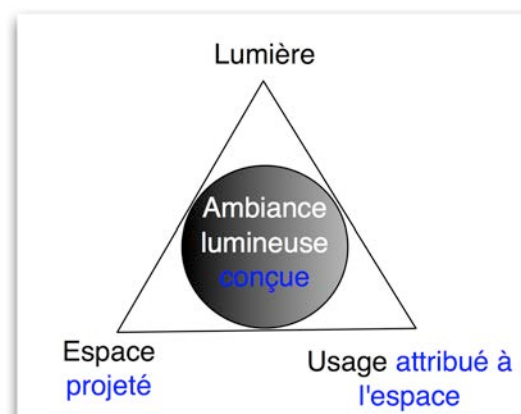 Lumière
Ambiance
lumineuse
conçue
Espace
projeté
Usage attribué à
l'espace